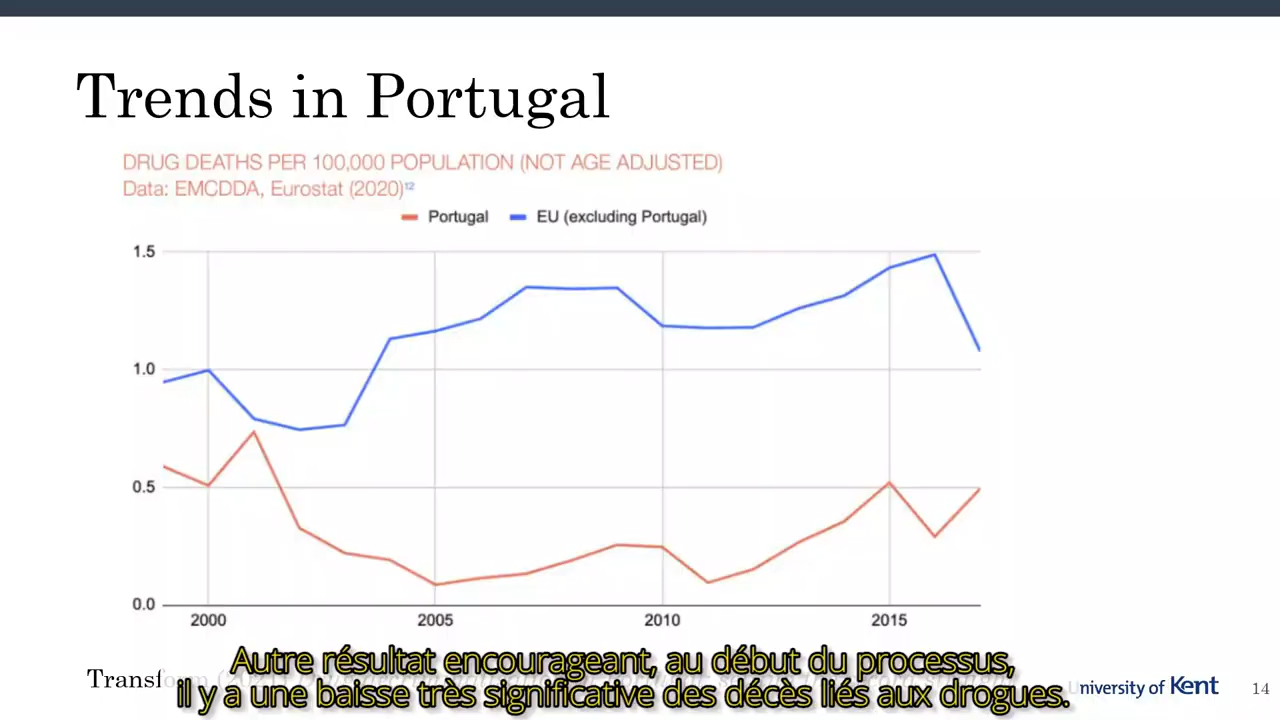 Trends in Portugal
DRUG DEATHS PER 100,000 POPULATION (NOT AGE ADJUSTED)
Data: EMCDDA, Eurostat (2020)¹²
Portugal EU (excluding Portugal)
1.5
1.0
0.5
0.0
2000 2005 2010 2015
Autre résultat encourageant, au début du processus,
il y a une baisse très significative des décès liés aux drogues.
Transform
University of Kent
14